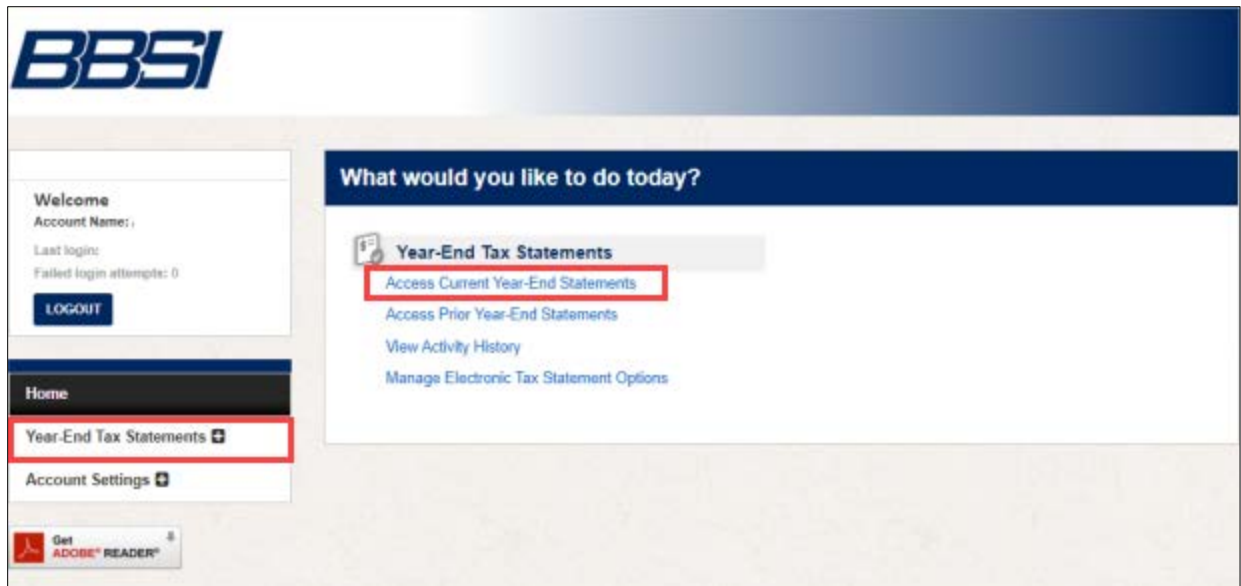 BBSI
Welcome
Account Name:
Last login:
Failed login attempts: 0
LOGOUT
Home
Year-End Tax Statements
Account Settings
Get
ADOBE® READER®
What would you like to do today?
Year-End Tax Statements
Access Current Year-End Statements
Access Prior Year-End Statements
View Activity History
Manage Electronic Tax Statement Options